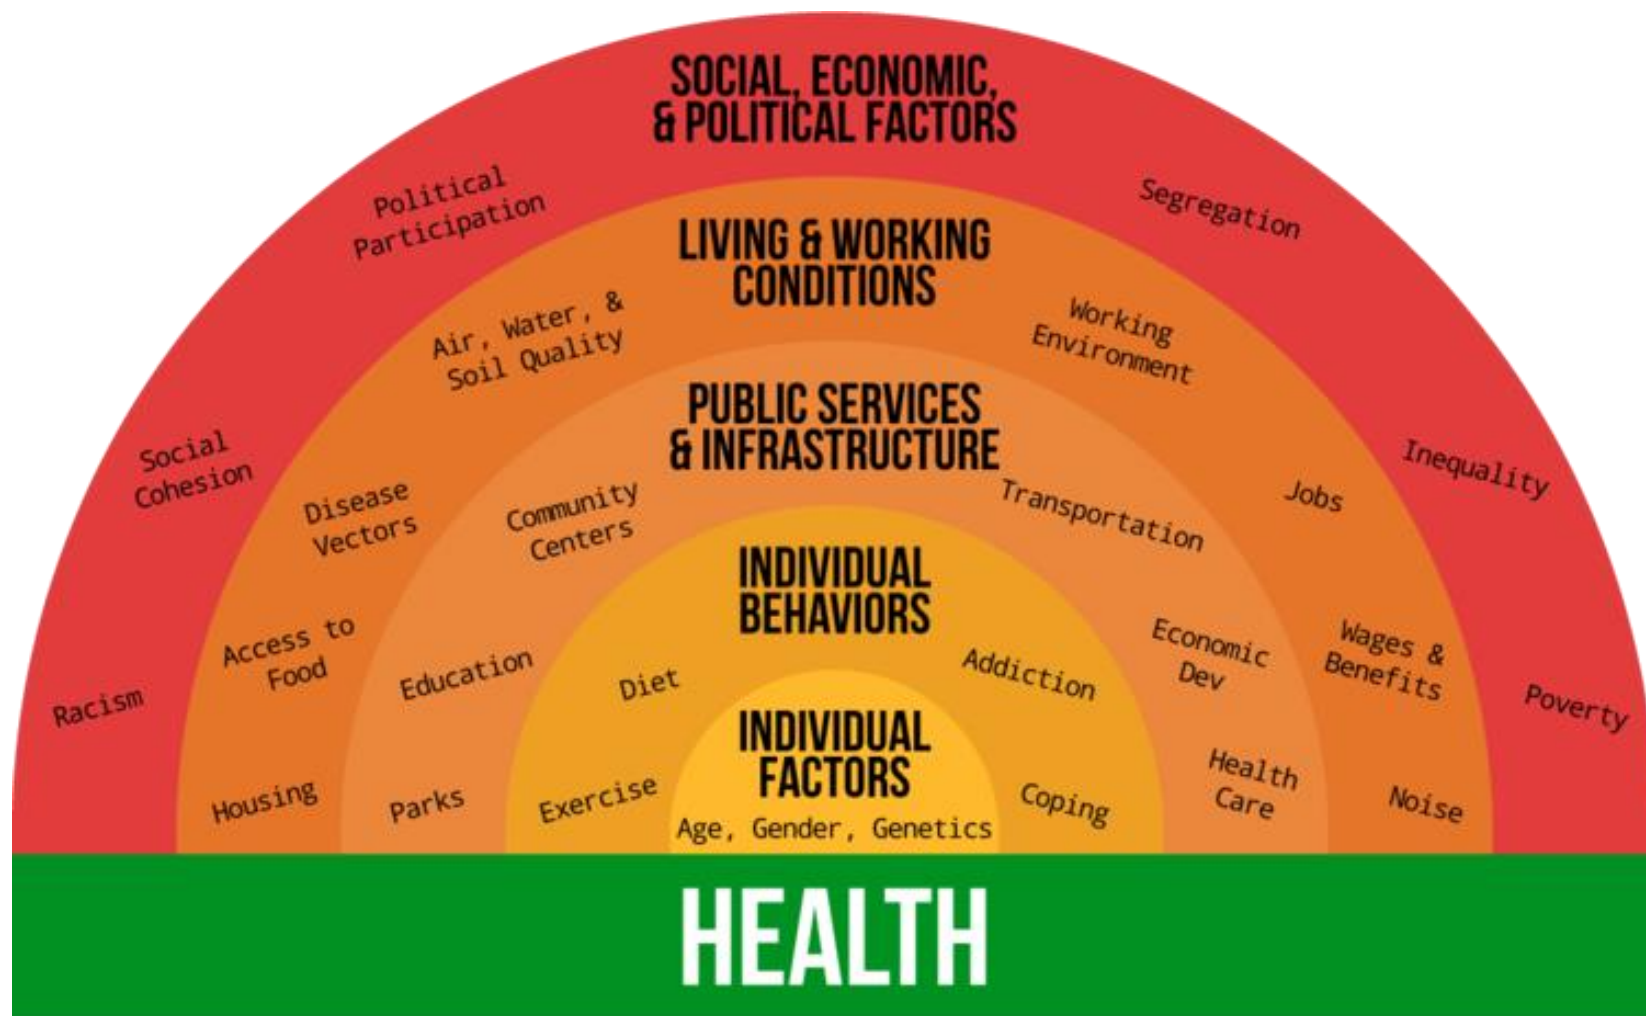 SOCIAL, ECONOMIC,
& POLITICAL FACTORS
Political
Participation
Segregation
Social
Cohesion
Inequality
Racism
Poverty
LIVING & WORKING
CONDITIONS
Air, Water, &
Soil Quality
Working
Environment
Disease
Vectors
Jobs
Access to
Food
Wages &
Benefits
Housing
Noise
PUBLIC SERVICES
& INFRASTRUCTURE
Community
Centers
Transportation
Education
Economic
Dev
Parks
Health
Care
INDIVIDUAL
BEHAVIORS
Diet
Addiction
Exercise
Coping
INDIVIDUAL
FACTORS
Age, Gender, Genetics
HEALTH